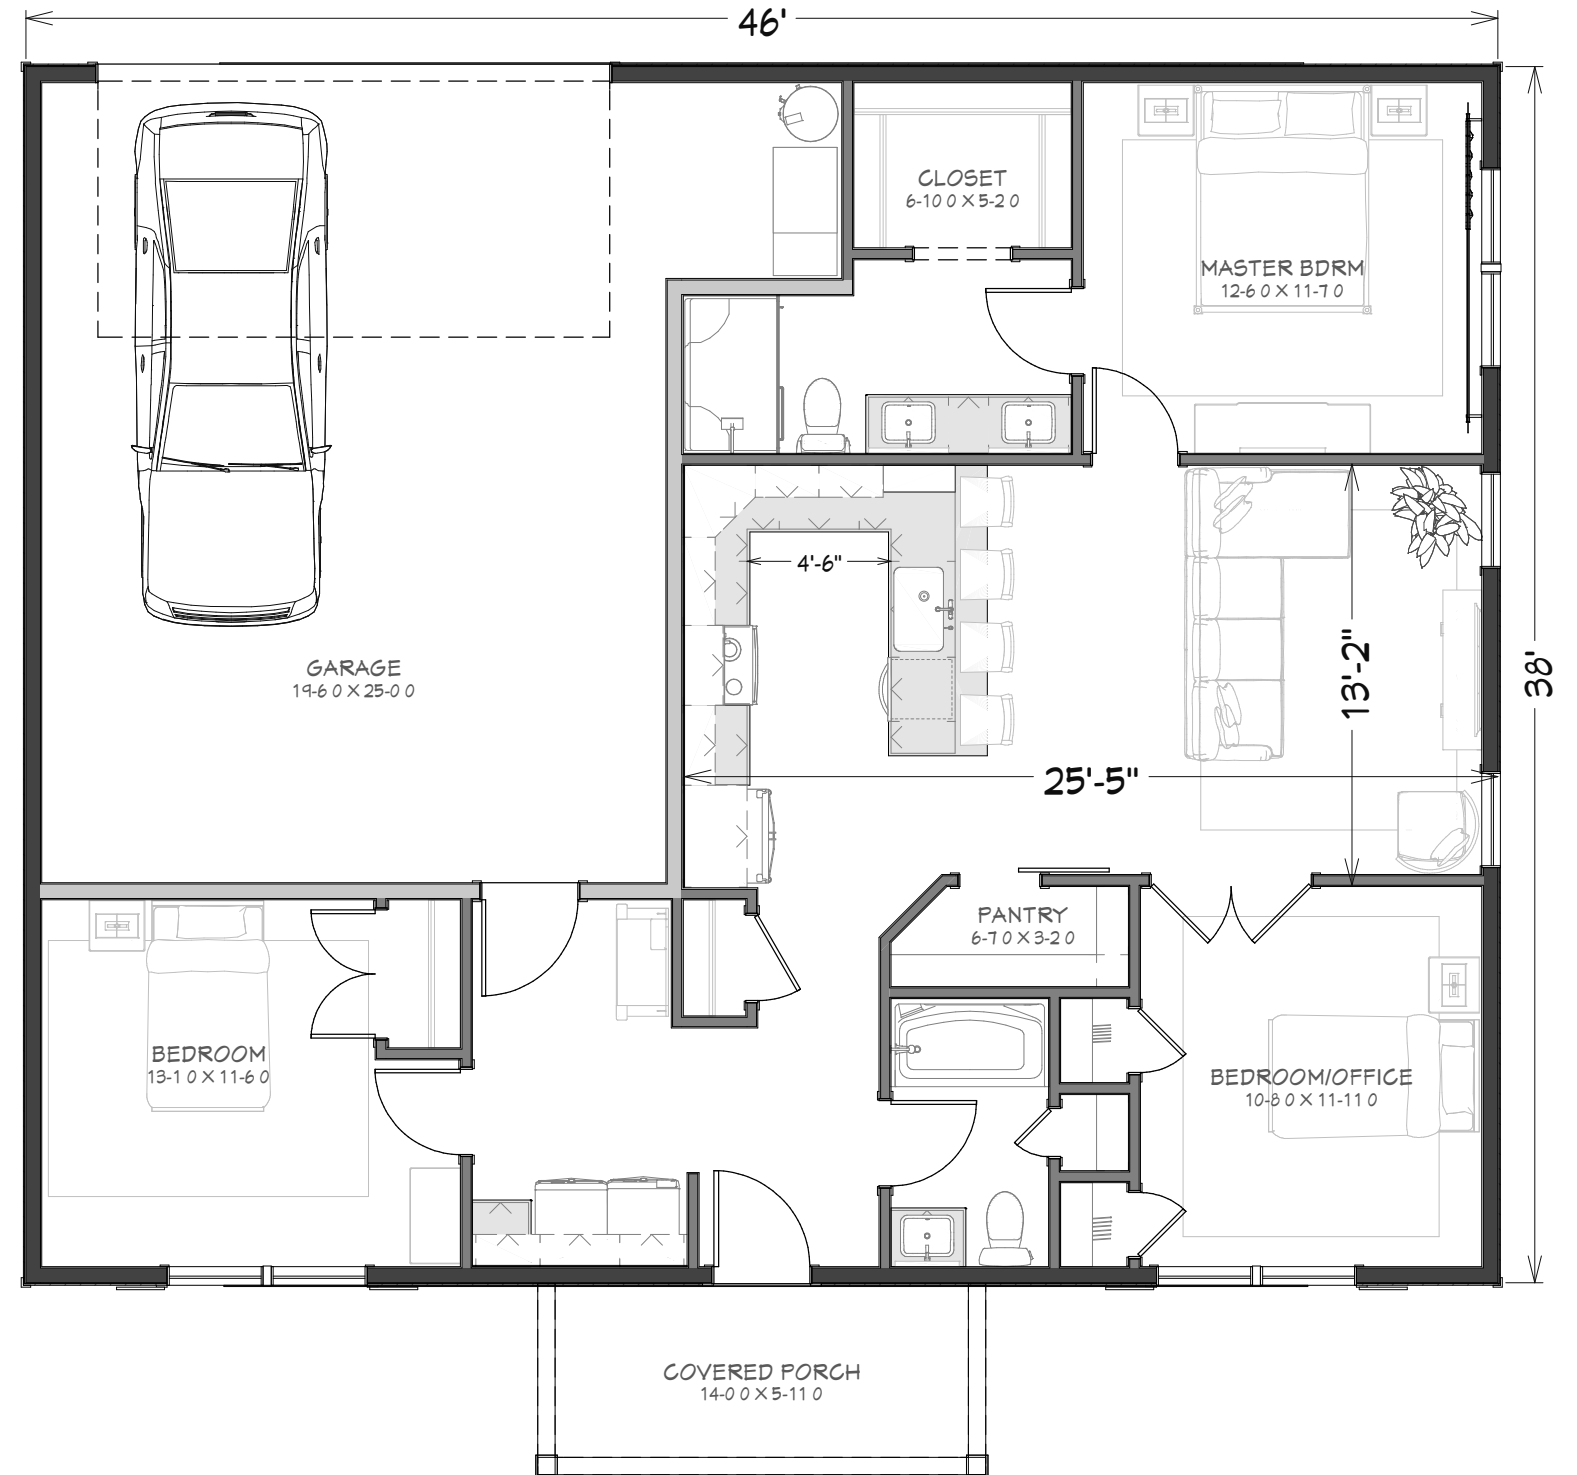 46'
CLOSET
6-10 0 X 5-2 0
MASTER BDRM
12-6 0 X 11-7 0
4'-6"
GARAGE
19-6 0 X 25-0 0
13'-2"
38'
25'-5"
PANTRY
6-7 0 X 3-2 0
BEDROOM
13-1 0 X 11-6 0
BEDROOM/OFFICE
10-8 0 X 11-11 0
COVERED PORCH
14-0 0 X 5-11 0